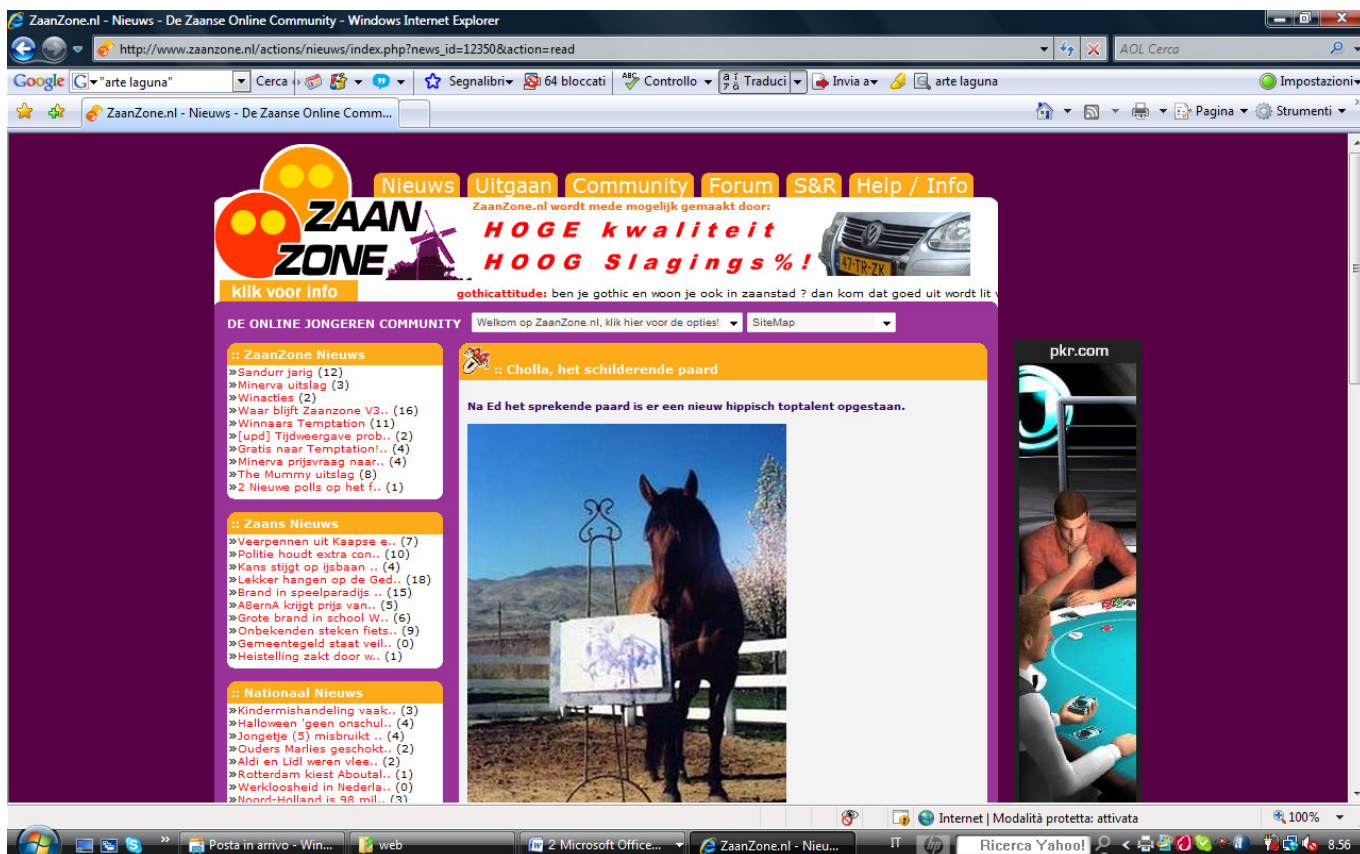 ZaanZone.nl - Nieuws - De Zaanse Online Community - Windows Internet Explorer
http://www.zaanzone.nl/actions/nieuws/index.php?news_id=12350&action=read
AOL Cerca
Google "arte laguna" Cerca Segnalibri 64 bloccati Controllo Traduci Invia a arte laguna Impostazioni
ZaanZone.nl - Nieuws - De Zaanse Online Comm... Pagina Strumenti
Nieuws Uitgaan Community Forum S&R Help / Info
ZAAN
ZONE
klik voor info
ZaanZone.nl wordt mede mogelijk gemaakt door:
HOGE kwaliteit
HOOG Slagings%!
47-TR-ZK
gothicattitude: ben je gothic en woon je ook in zaanstad ? dan kom dat goed uit wordt lit
DE ONLINE JONGEREN COMMUNITY Welkom op ZaanZone.nl, klik hier voor de opties! SiteMap
:: ZaanZone Nieuws
»Sandurr jarig (12)
»Minerva uitslag (3)
»Winacties (2)
»Waar blijft Zaanzone V3.. (16)
»Winnaars Temptation (11)
»[upd] Tijdweergave prob.. (2)
»Gratis naar Temptation!.. (4)
»Minerva prijsvraag naar.. (4)
»The Mummy uitslag (8)
»2 Nieuwe polls op het f.. (1)
:: Zaans Nieuws
»Veerpennen uit Kaapse e.. (7)
»Politie houdt extra con.. (10)
»Kans stijgt op ijsbaan .. (4)
»Lekker hangen op de Ged.. (18)
»Brand in speelparadijs .. (15)
»A8ernA krijgt prijs van.. (5)
»Grote brand in school W.. (6)
»Onbekenden steken fiets.. (9)
»Gemeentegeld staat veil.. (0)
»Heistelling zakt door w.. (1)
:: Nationaal Nieuws
»Kindermishandeling vaak.. (3)
»Halloween 'geen onschul.. (4)
»Jongetje (5) misbruikt .. (4)
»Ouders Marlies geschokt.. (2)
»Aldi en Lidl weren vlee.. (2)
»Rotterdam kiest Aboutal.. (1)
»Werkloosheid in Nederla.. (0)
»Noord-Holland is 98 mil.. (3)
:: Cholla, het schilderende paard
Na Ed het sprekende paard is er een nieuw hippisch toptalent opgestaan.
pkr.com
pkr.com
Internet | Modalità protetta: attivata 100%
Posta in arrivo - Win... web 2 Microsoft Office... ZaanZone.nl - Nieu... IT hp Ricerca Yahoo! 8.56